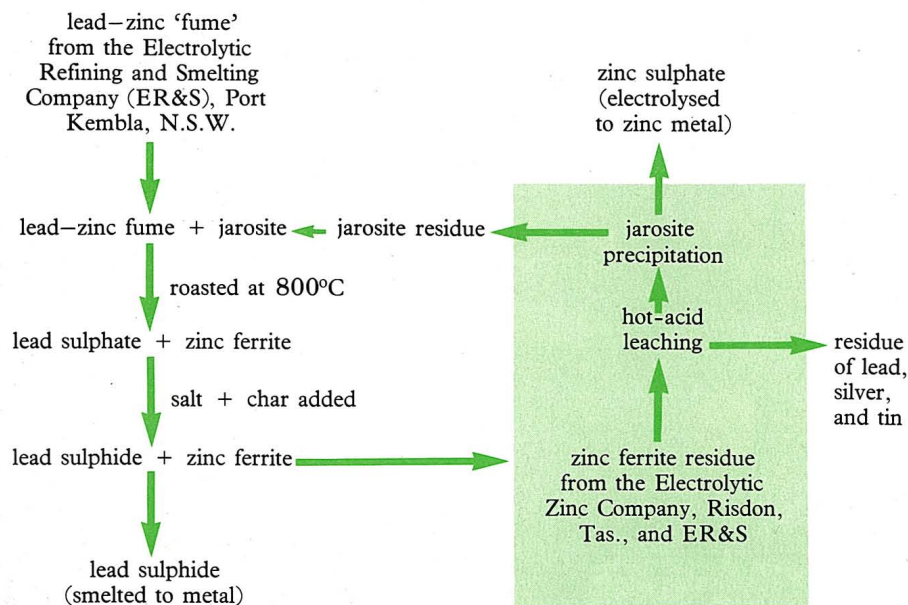 lead–zinc ‘fume’
from the Electrolytic
Refining and Smelting
Company (ER&S), Port
Kembla, N.S.W.
lead–zinc fume + jarosite
jarosite residue
roasted at 800°C
lead sulphate + zinc ferrite
salt + char added
lead sulphide + zinc ferrite
lead sulphide
(smelted to metal)
zinc sulphate
(electrolysed
to zinc metal)
jarosite
precipitation
hot-acid
leaching
residue
of lead,
silver,
and tin
zinc ferrite residue
from the Electrolytic
Zinc Company, Risdon,
Tas., and ER&S